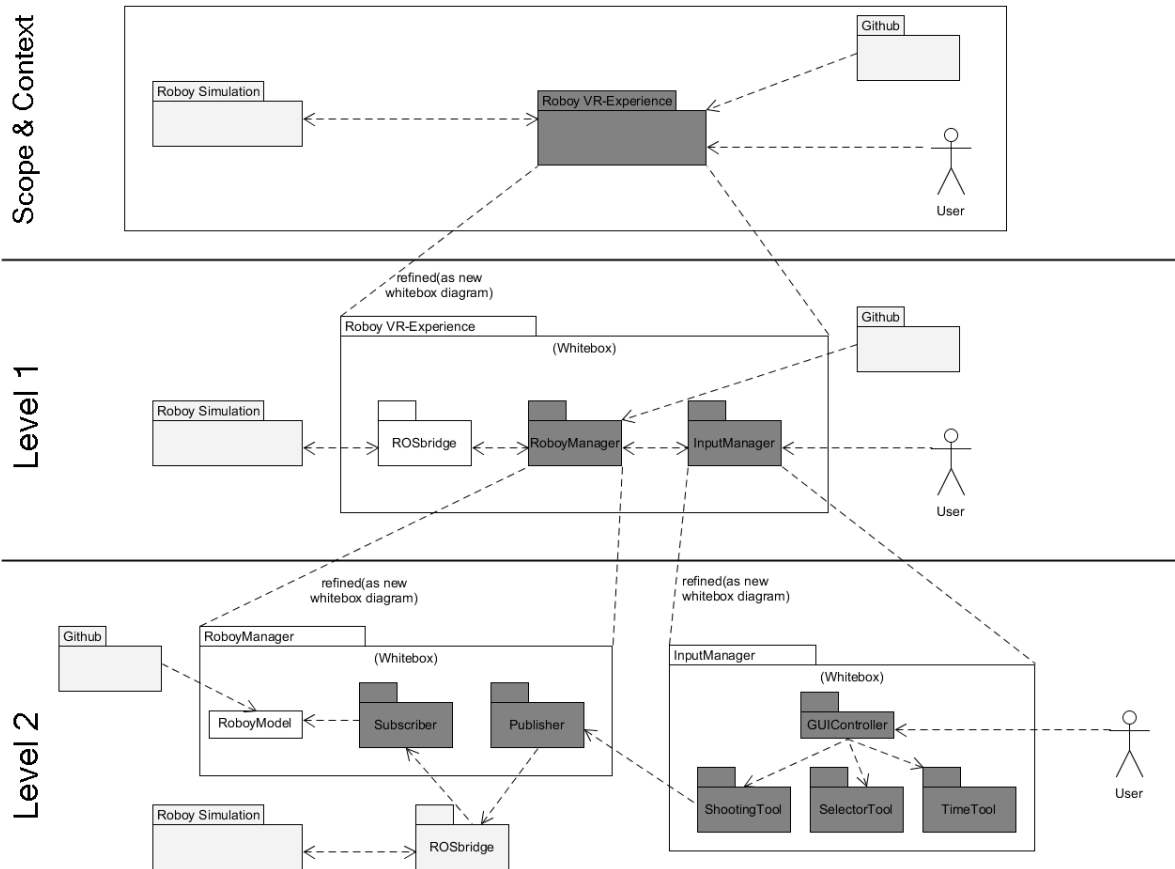 Scope & Context
Github
Roboy Simulation
Roboy VR-Experience
User
Level 1
refined(as new
whitebox diagram)
Roboy VR-Experience
(Whitebox)
Github
Roboy Simulation
ROSbridge
RoboyManager
InputManager
User
Level 2
refined(as new
whitebox diagram)
refined(as new
whitebox diagram)
Github
RoboyManager
(Whitebox)
RoboyModel
Subscriber
Publisher
InputManager
(Whitebox)
GUIController
ShootingTool
SelectorTool
TimeTool
User
Roboy Simulation
ROSbridge